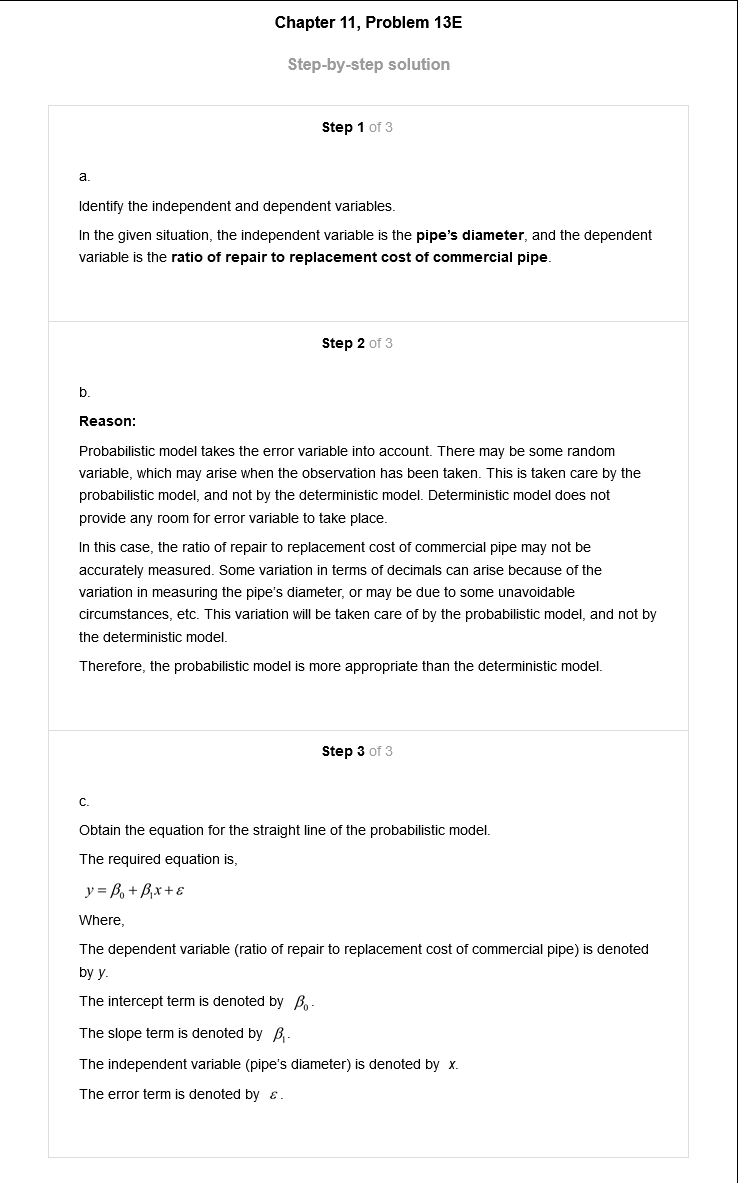 Chapter 11, Problem 13E
Step-by-step solution
Step 1 of 3
a.
Identify the independent and dependent variables.
In the given situation, the independent variable is the pipe’s diameter, and the dependent
variable is the ratio of repair to replacement cost of commercial pipe.
Step 2 of 3
b.
Reason:
Probabilistic model takes the error variable into account. There may be some random
variable, which may arise when the observation has been taken. This is taken care by the
probabilistic model, and not by the deterministic model. Deterministic model does not
provide any room for error variable to take place.
In this case, the ratio of repair to replacement cost of commercial pipe may not be
accurately measured. Some variation in terms of decimals can arise because of the
variation in measuring the pipe’s diameter, or may be due to some unavoidable
circumstances, etc. This variation will be taken care of by the probabilistic model, and not by
the deterministic model.
Therefore, the probabilistic model is more appropriate than the deterministic model.
Step 3 of 3
c.
Obtain the equation for the straight line of the probabilistic model.
The required equation is,
y = β₀ + β₁x + ε
Where,
The dependent variable (ratio of repair to replacement cost of commercial pipe) is denoted
by y.
The intercept term is denoted by β₀.
The slope term is denoted by β₁.
The independent variable (pipe’s diameter) is denoted by x.
The error term is denoted by ε.